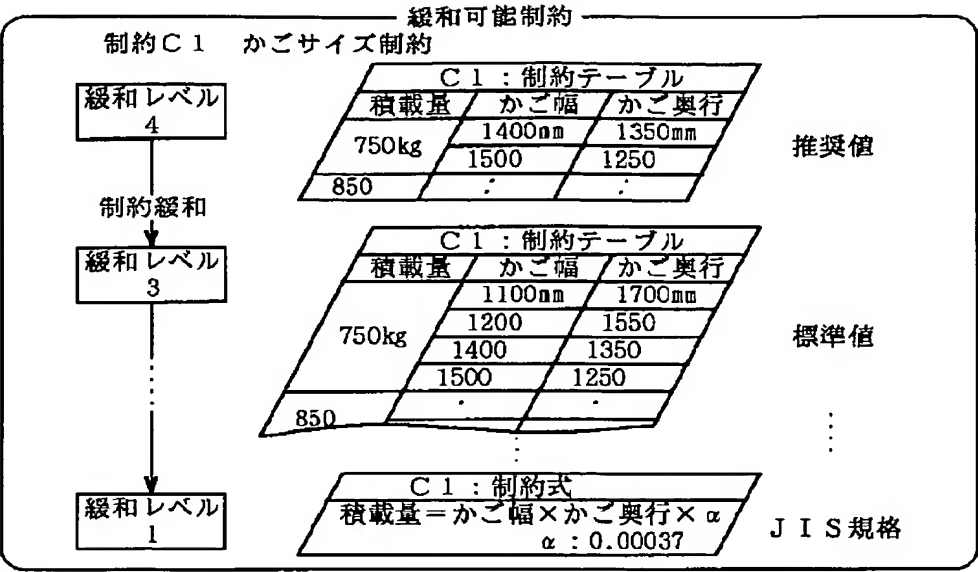 緩和可能制約
制約C1 かごサイズ制約
緩和レベル
4
C1:制約テーブル
積載量 かご幅 かご奥行
750kg
1400mm 1350mm
1500 1250
850 : :
推奨値
制約緩和
緩和レベル
3
C1:制約テーブル
積載量 かご幅 かご奥行
750kg
1100mm 1700mm
1200 1550
1400 1350
1500 1250
850
標準値
緩和レベル
1
C1:制約式
積載量=かご幅×かご奥行×α
α:0.00037
JIS規格